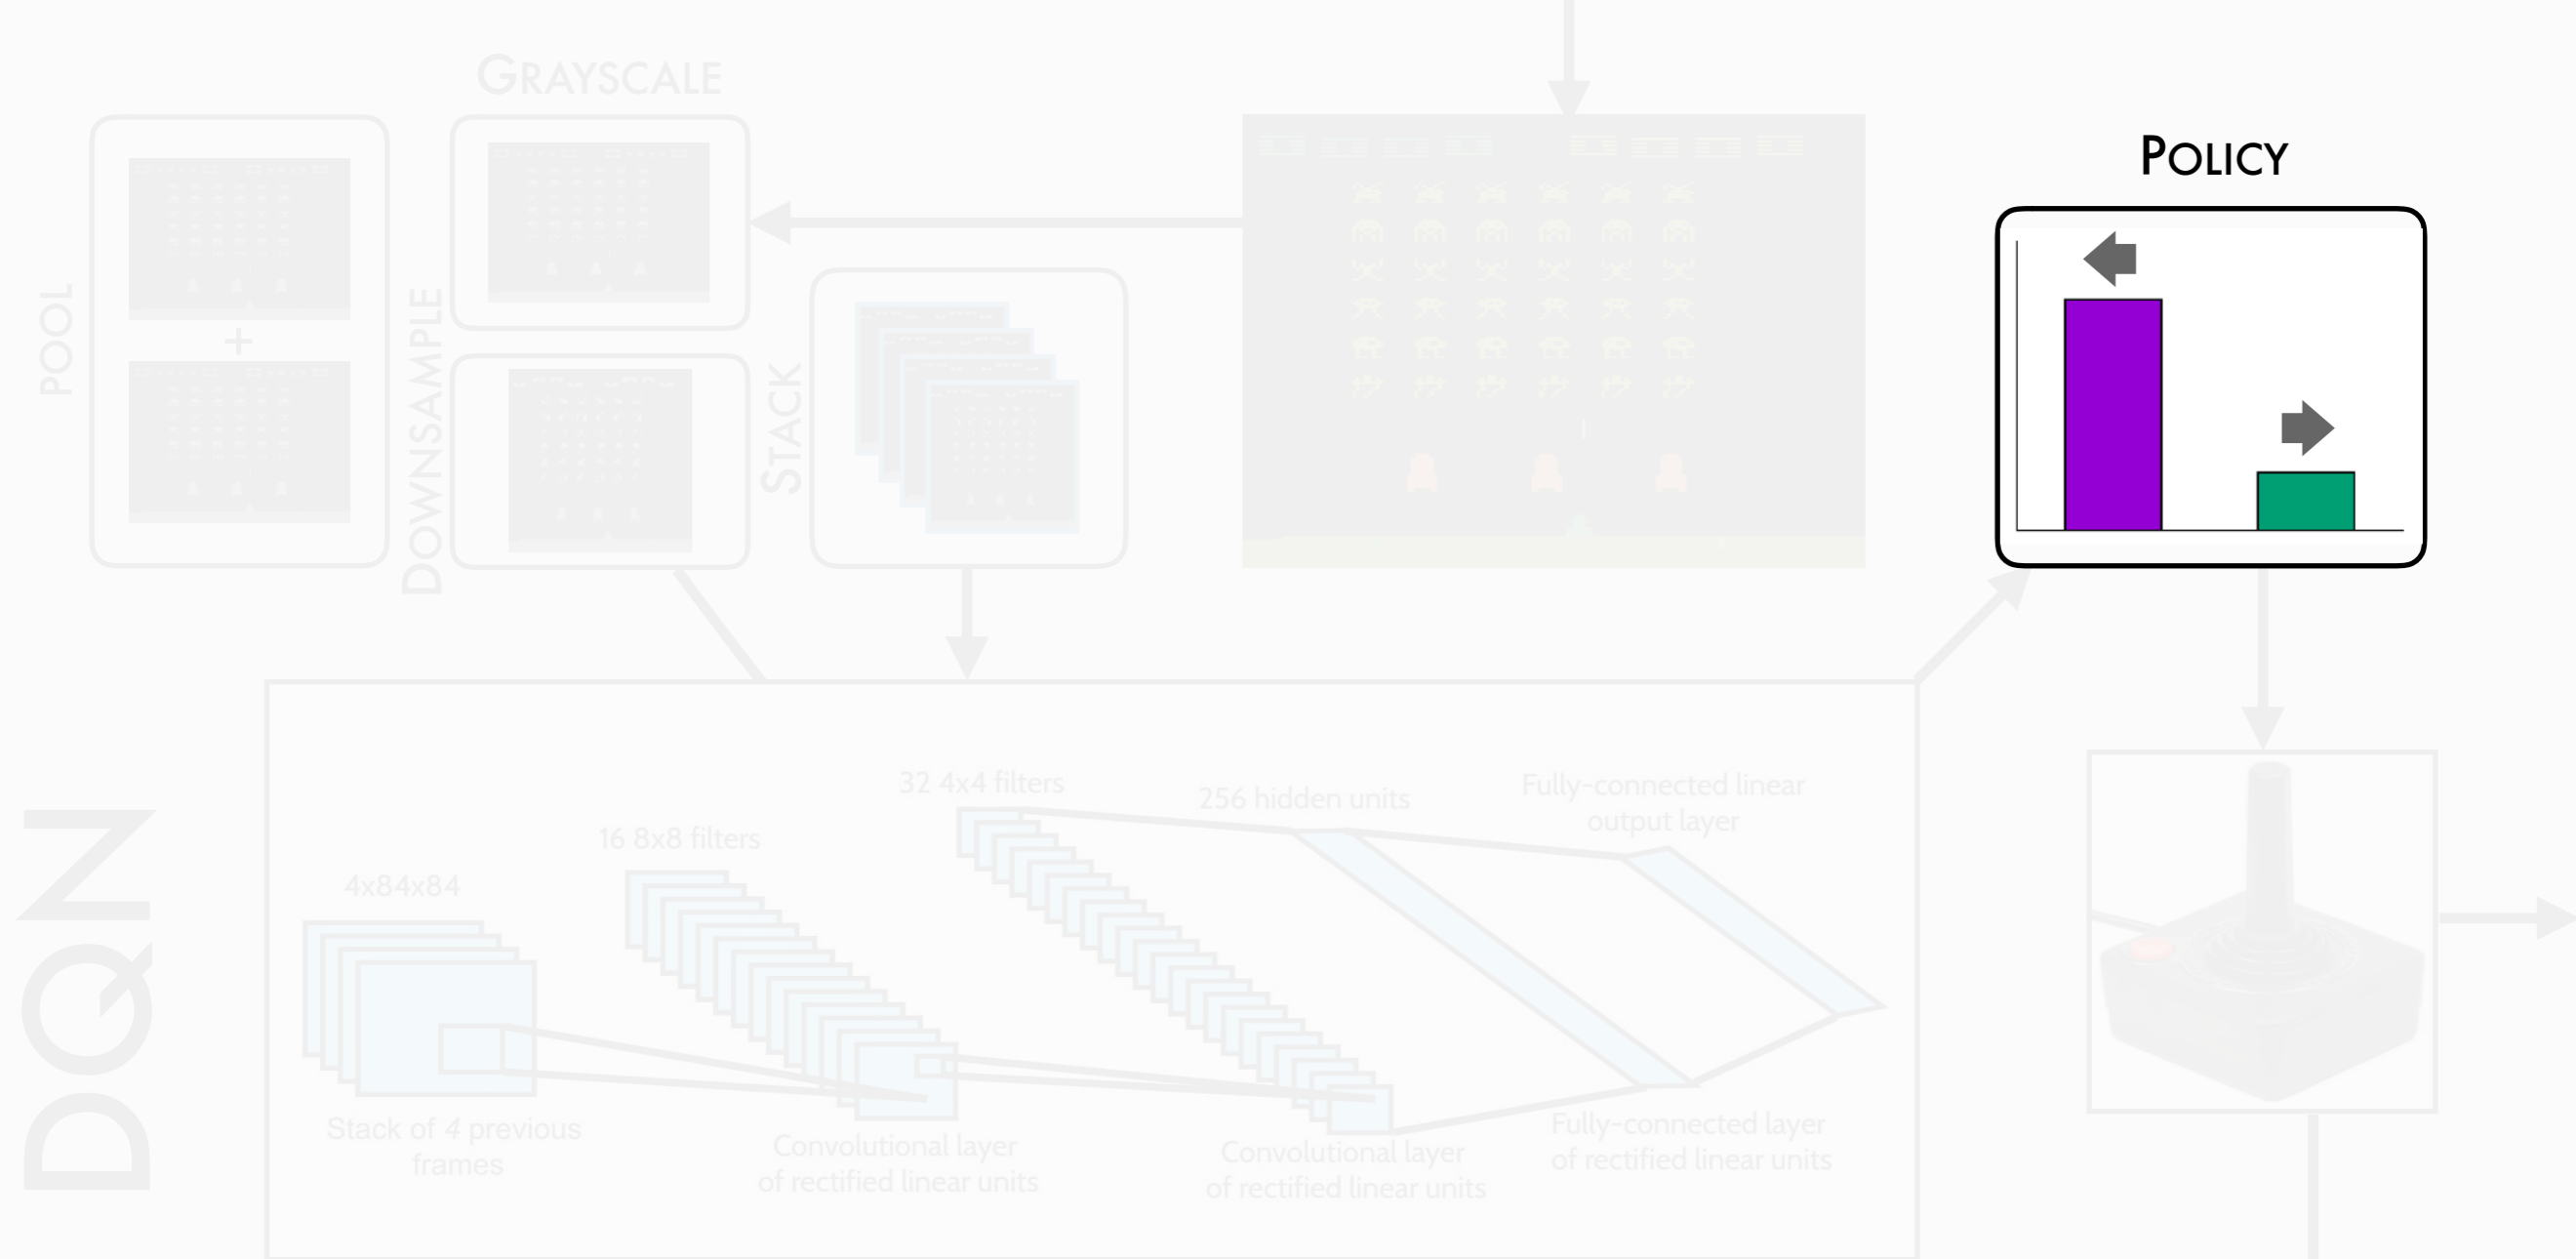 GRAYSCALE
POLICY
POOL
+
DOWNSAMPLE
STACK
DQN
32 4x4 filters
256 hidden units
Fully-connected linear
output layer
16 8x8 filters
4x84x84
Stack of 4 previous
frames
Convolutional layer
of rectified linear units
Convolutional layer
of rectified linear units
Fully-connected layer
of rectified linear units